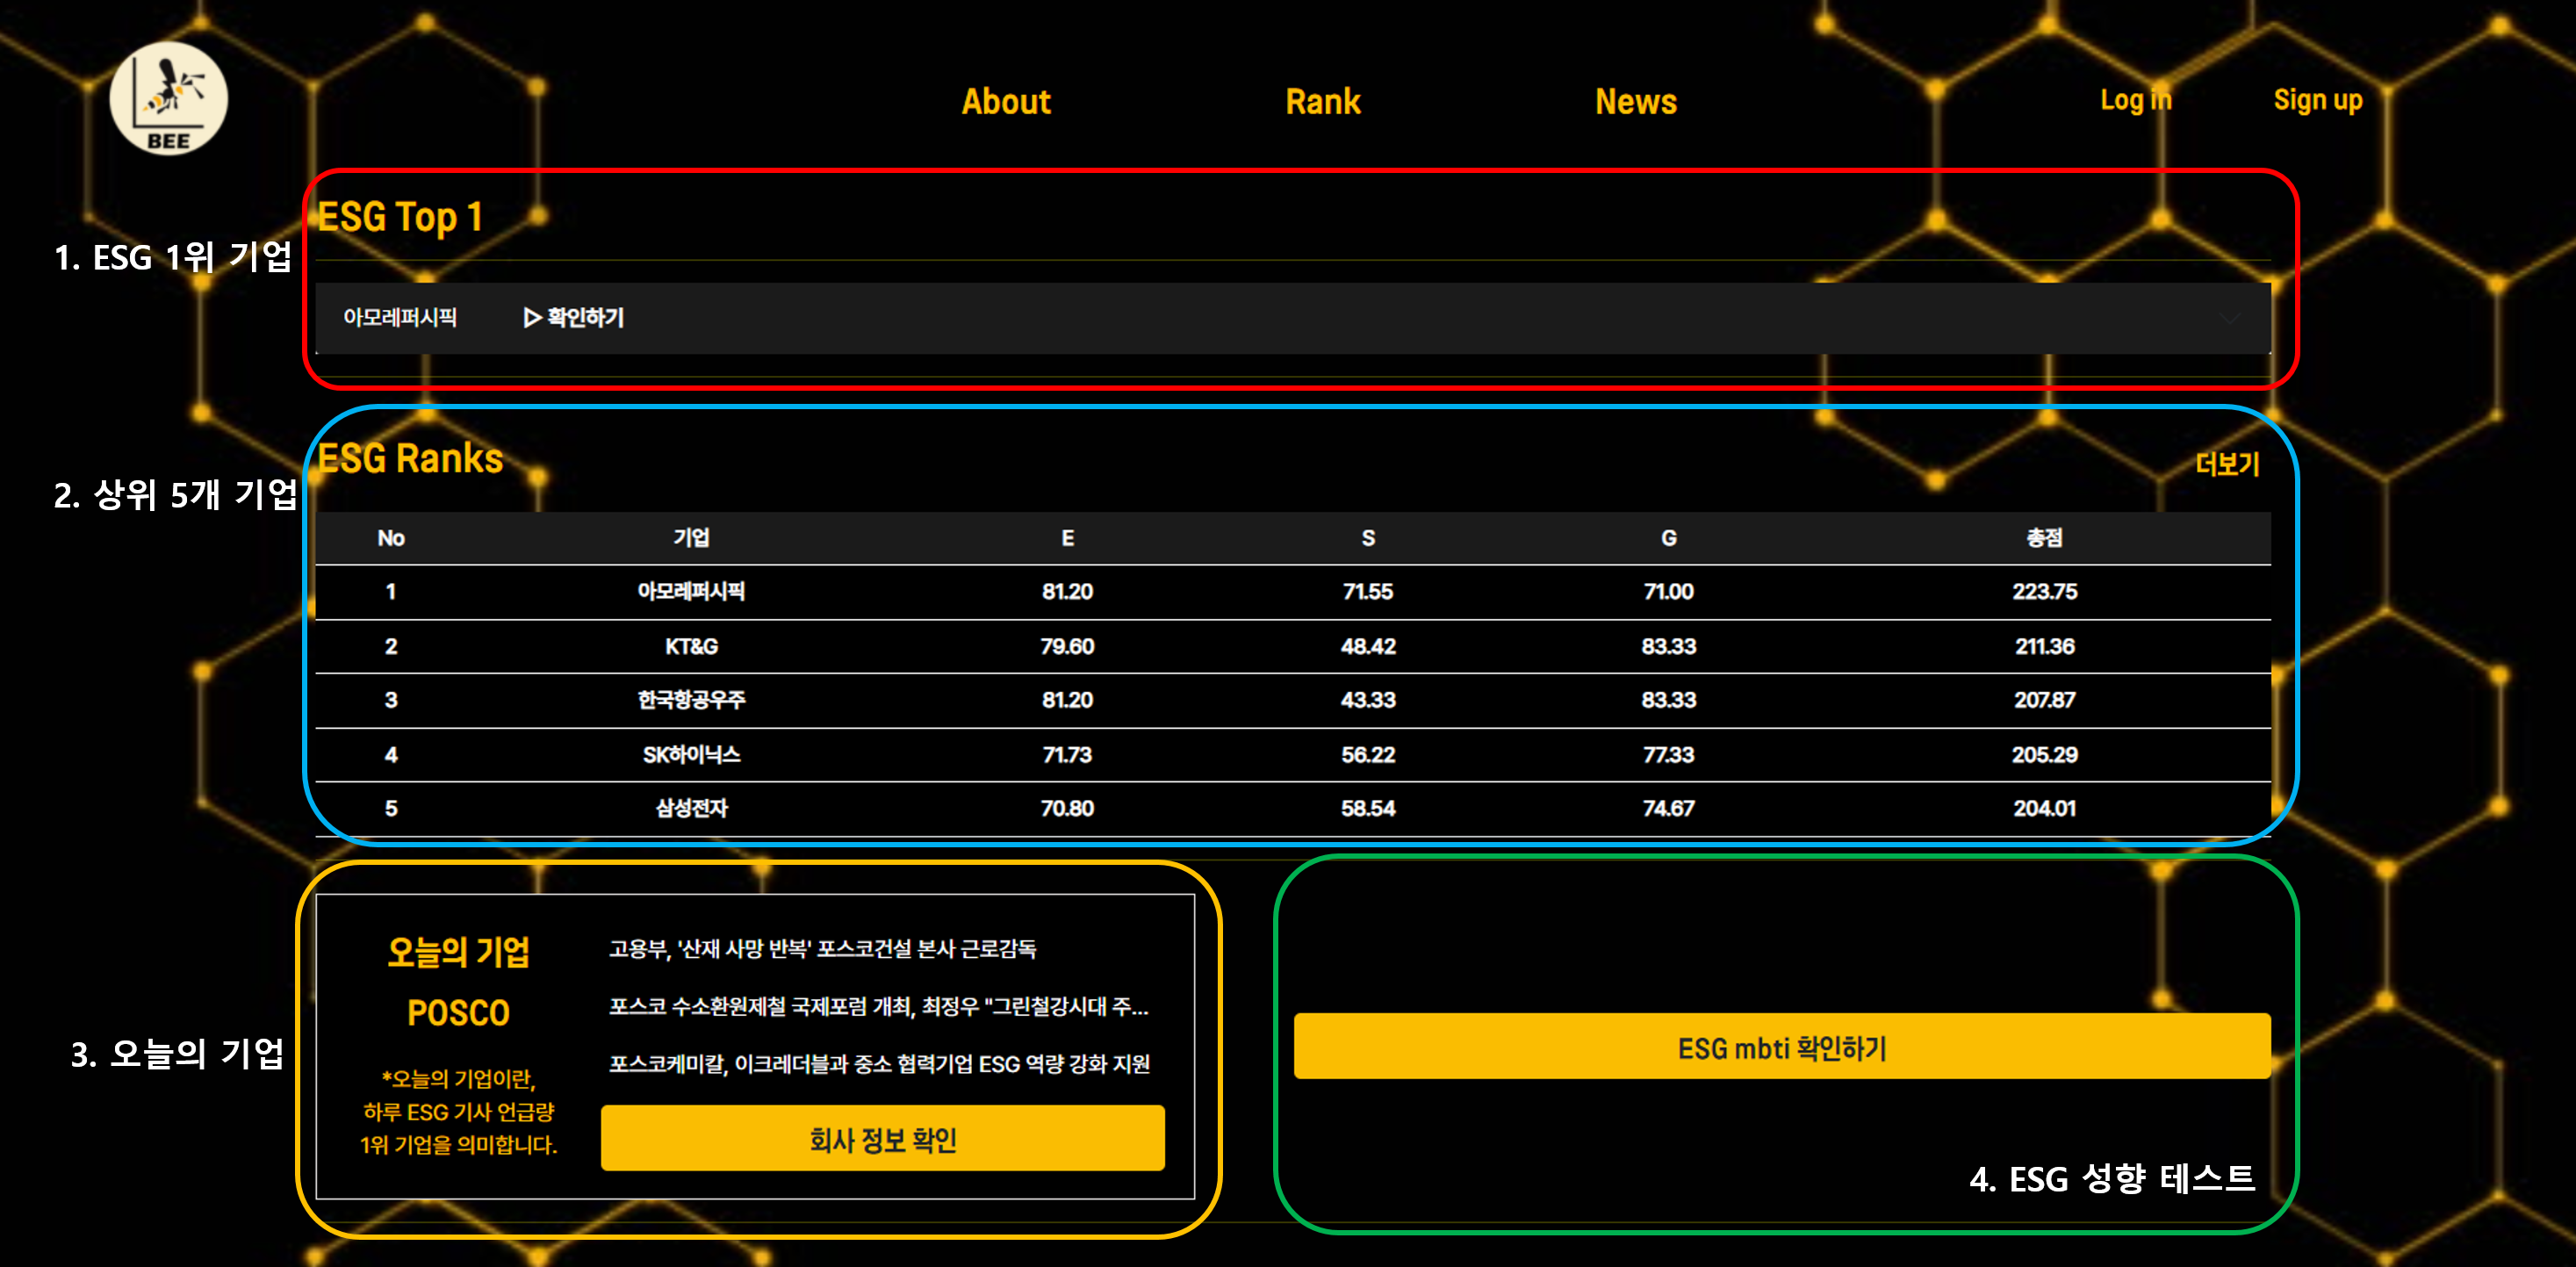 BEE
About Rank News Log in Sign up
ESG Top 1
1. ESG 1위 기업
아모레퍼시픽 ▷ 확인하기
ESG Ranks 더보기
2. 상위 5개 기업
No 기업 E S G 총점
1 아모레퍼시픽 81.20 71.55 71.00 223.75
2 KT&G 79.60 48.42 83.33 211.36
3 한국항공우주 81.20 43.33 83.33 207.87
4 SK하이닉스 71.73 56.22 77.33 205.29
5 삼성전자 70.80 58.54 74.67 204.01
3. 오늘의 기업
오늘의 기업
POSCO
*오늘의 기업이란,
하루 ESG 기사 언급량
1위 기업을 의미합니다.
고용부, '산재 사망 반복' 포스코건설 본사 근로감독
포스코 수소환원제철 국제포럼 개최, 최정우 "그린철강시대 주...
포스코케미칼, 이크레더블과 중소 협력기업 ESG 역량 강화 지원
회사 정보 확인
ESG mbti 확인하기
4. ESG 성향 테스트